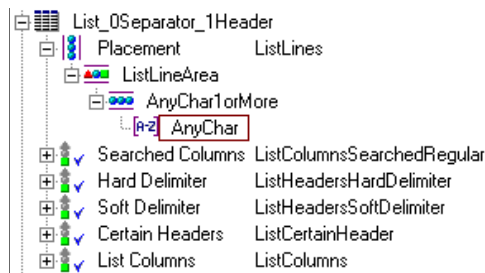 List_0Separator_1Header
Placement ListLines
ListLineArea
AnyChar1orMore
[A-Z] AnyChar
Searched Columns ListColumnsSearchedRegular
Hard Delimiter ListHeadersHardDelimiter
Soft Delimiter ListHeadersSoftDelimiter
Certain Headers ListCertainHeader
List Columns ListColumns